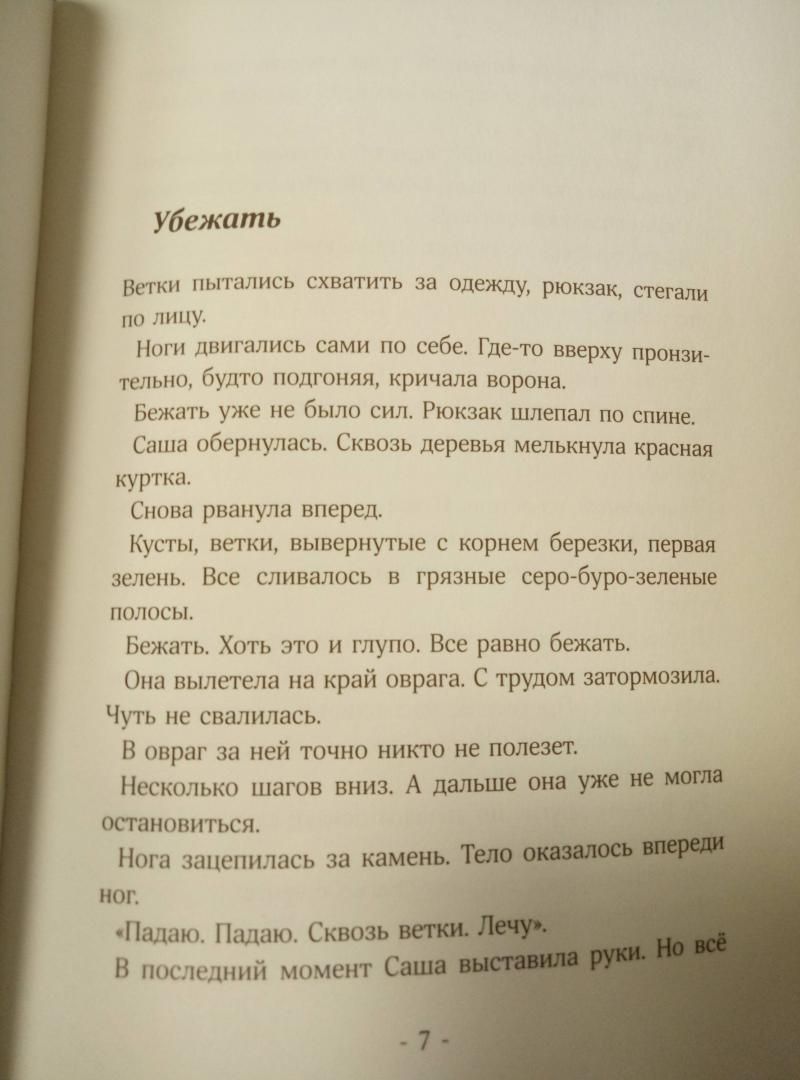 Убежать
Ветки пытались схватить за одежду, рюкзак, стегали
по лицу.
Ноги двигались сами по себе. Где-то вверху пронзи-
тельно, будто подгоняя, кричала ворона.
Бежать уже не было сил. Рюкзак шлепал по спине.
Саша обернулась. Сквозь деревья мелькнула красная
куртка.
Снова рванула вперед.
Кусты, ветки, вывернутые с корнем березки, первая
зелень. Все сливалось в грязные серо-буро-зеленые
полосы.
Бежать. Хоть это и глупо. Все равно бежать.
Она вылетела на край оврага. С трудом затормозила.
Чуть не свалилась.
В овраг за ней точно никто не полезет.
Несколько шагов вниз. А дальше она уже не могла
остановиться.
Нога зацепилась за камень. Тело оказалось впереди
ног.
«Падаю. Падаю. Сквозь ветки. Лечу».
В последний момент Саша выставила руки. Но всё
- 7 -